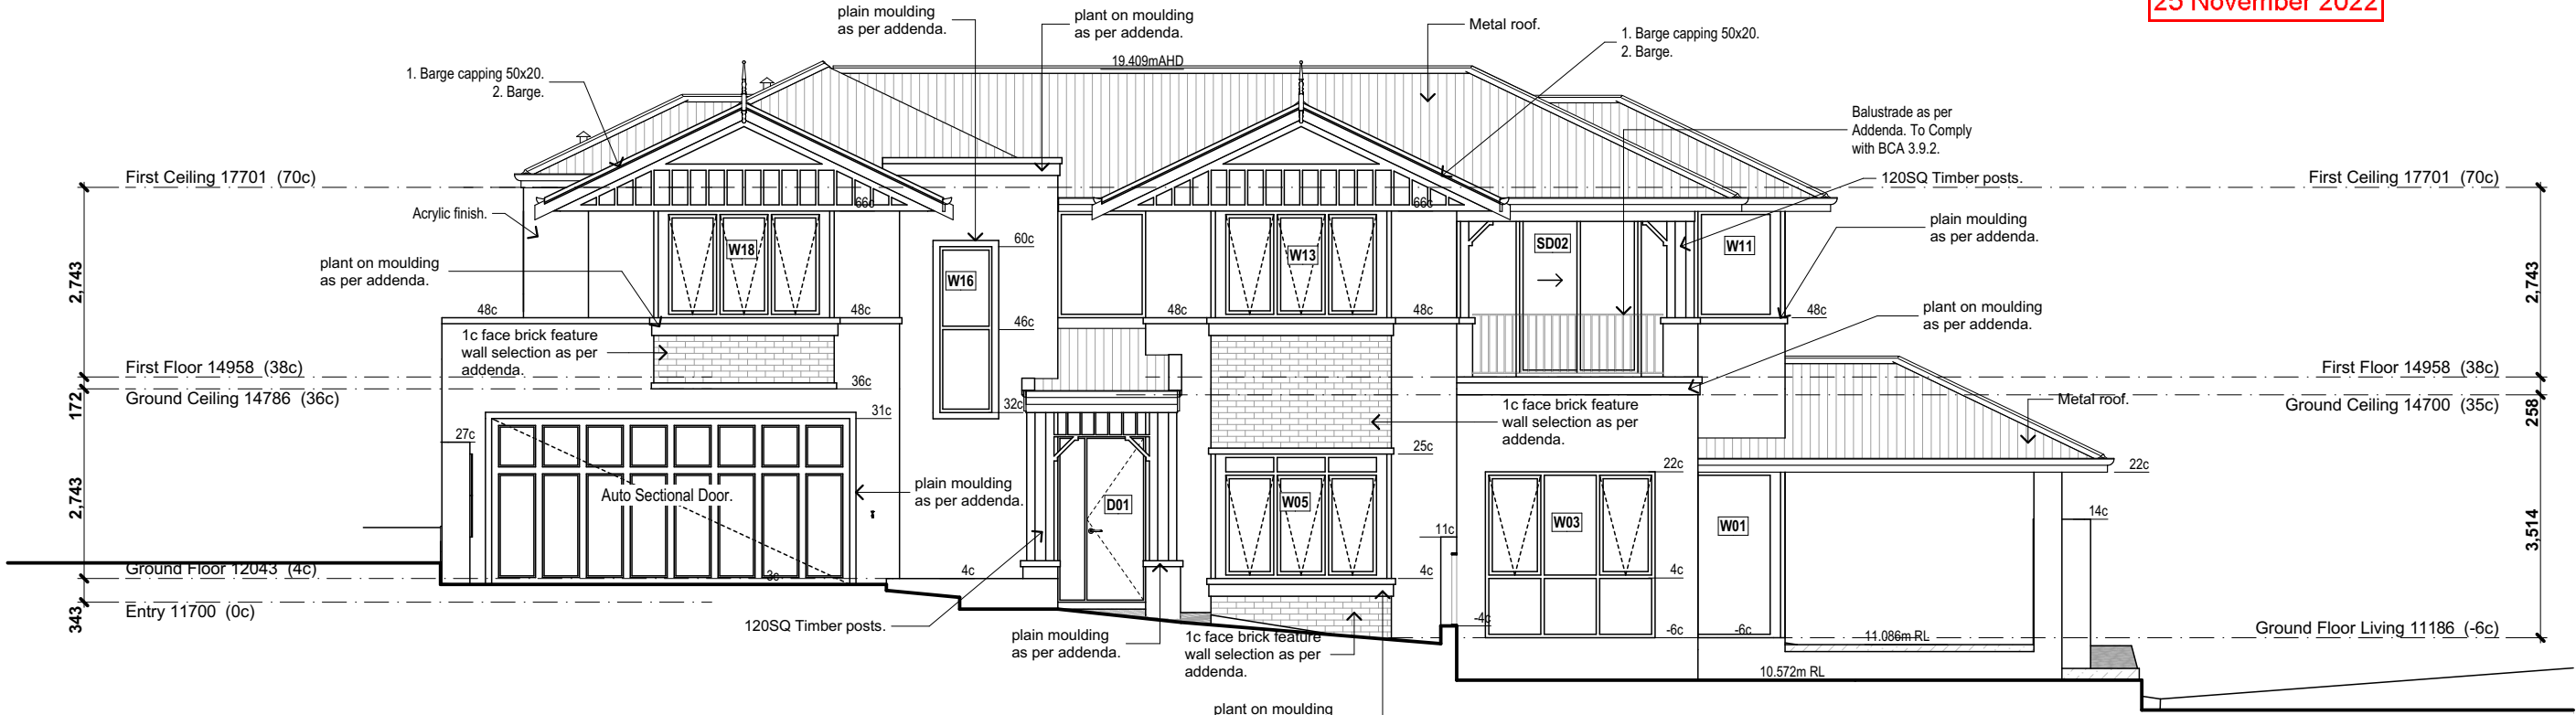 25 November 2022
plain moulding
as per addenda.
plant on moulding
as per addenda.
Metal roof.
1. Barge capping 50x20.
2. Barge.
1. Barge capping 50x20.
2. Barge.
19.409mAHD
Balustrade as per
Addenda. To Comply
with BCA 3.9.2.
First Ceiling 17701 (70c)
120SQ Timber posts.
First Ceiling 17701 (70c)
Acrylic finish.
66c
66c
plain moulding
as per addenda.
W18
W16
60c
W13
SD02
W11
plant on moulding
as per addenda.
2,743
2,743
48c
48c
46c
48c
48c
48c
plant on moulding
as per addenda.
1c face brick feature
wall selection as per
addenda.
First Floor 14958 (38c)
First Floor 14958 (38c)
36c
172
Ground Ceiling 14786 (36c)
Ground Ceiling 14700 (35c)
258
31c
32c
1c face brick feature
wall selection as per
addenda.
Metal roof.
27c
25c
22c
22c
plain moulding
as per addenda.
Auto Sectional Door.
2,743
D01
W05
W03
W01
14c
11c
3,514
Ground Floor 12043 (4c)
3c
4c
4c
4c
Entry 11700 (0c)
343
120SQ Timber posts.
plain moulding
as per addenda.
1c face brick feature
wall selection as per
addenda.
-4c
-6c
-6c
11.086m RL
Ground Floor Living 11186 (-6c)
10.572m RL
plant on moulding